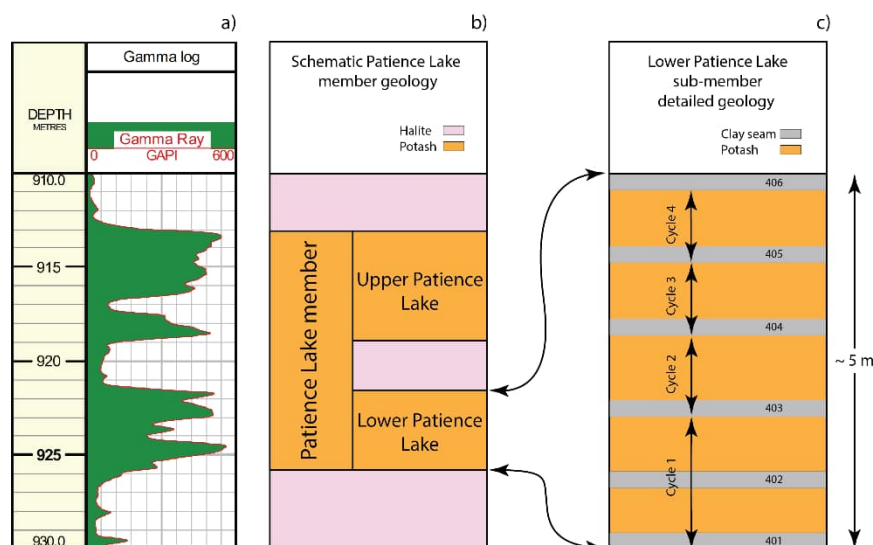 a)
Gamma log
DEPTH
METRES
Gamma Ray
0 GAPI 600
910.0
915
920
925
930.0
b)
Schematic Patience Lake
member geology
Halite
Potash
Patience Lake member
Upper Patience
Lake
Lower Patience
Lake
c)
Lower Patience Lake
sub-member
detailed geology
Clay seam
Potash
406
Cycle 4
405
Cycle 3
404
Cycle 2
403
Cycle 1
402
401
~ 5 m